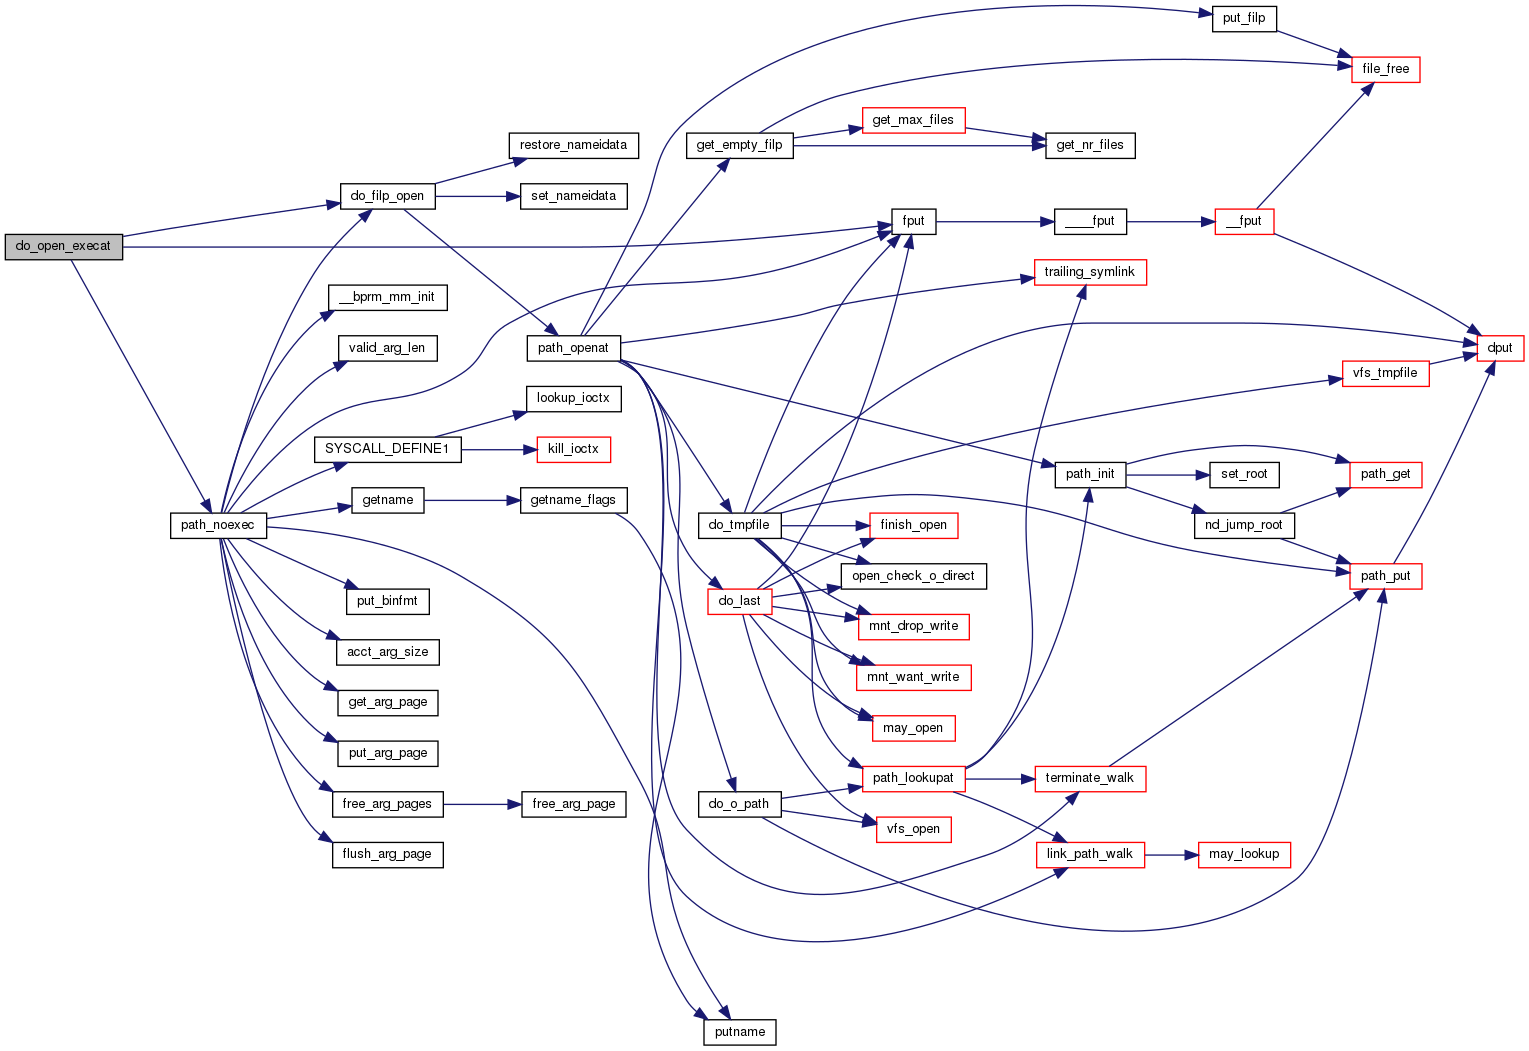 put_filp
file_free
get_max_files
restore_nameidata
get_empty_filp
get_nr_files
do_filp_open
set_nameidata
fput
____fput
__fput
do_open_execat
trailing_symlink
__bprm_mm_init
valid_arg_len
path_openat
dput
vfs_tmpfile
lookup_ioctx
SYSCALL_DEFINE1
kill_ioctx
path_init
set_root
path_get
getname
getname_flags
path_noexec
do_tmpfile
finish_open
nd_jump_root
open_check_o_direct
path_put
put_binfmt
do_last
mnt_drop_write
acct_arg_size
mnt_want_write
get_arg_page
may_open
put_arg_page
path_lookupat
terminate_walk
free_arg_pages
free_arg_page
do_o_path
vfs_open
flush_arg_page
link_path_walk
may_lookup
putname